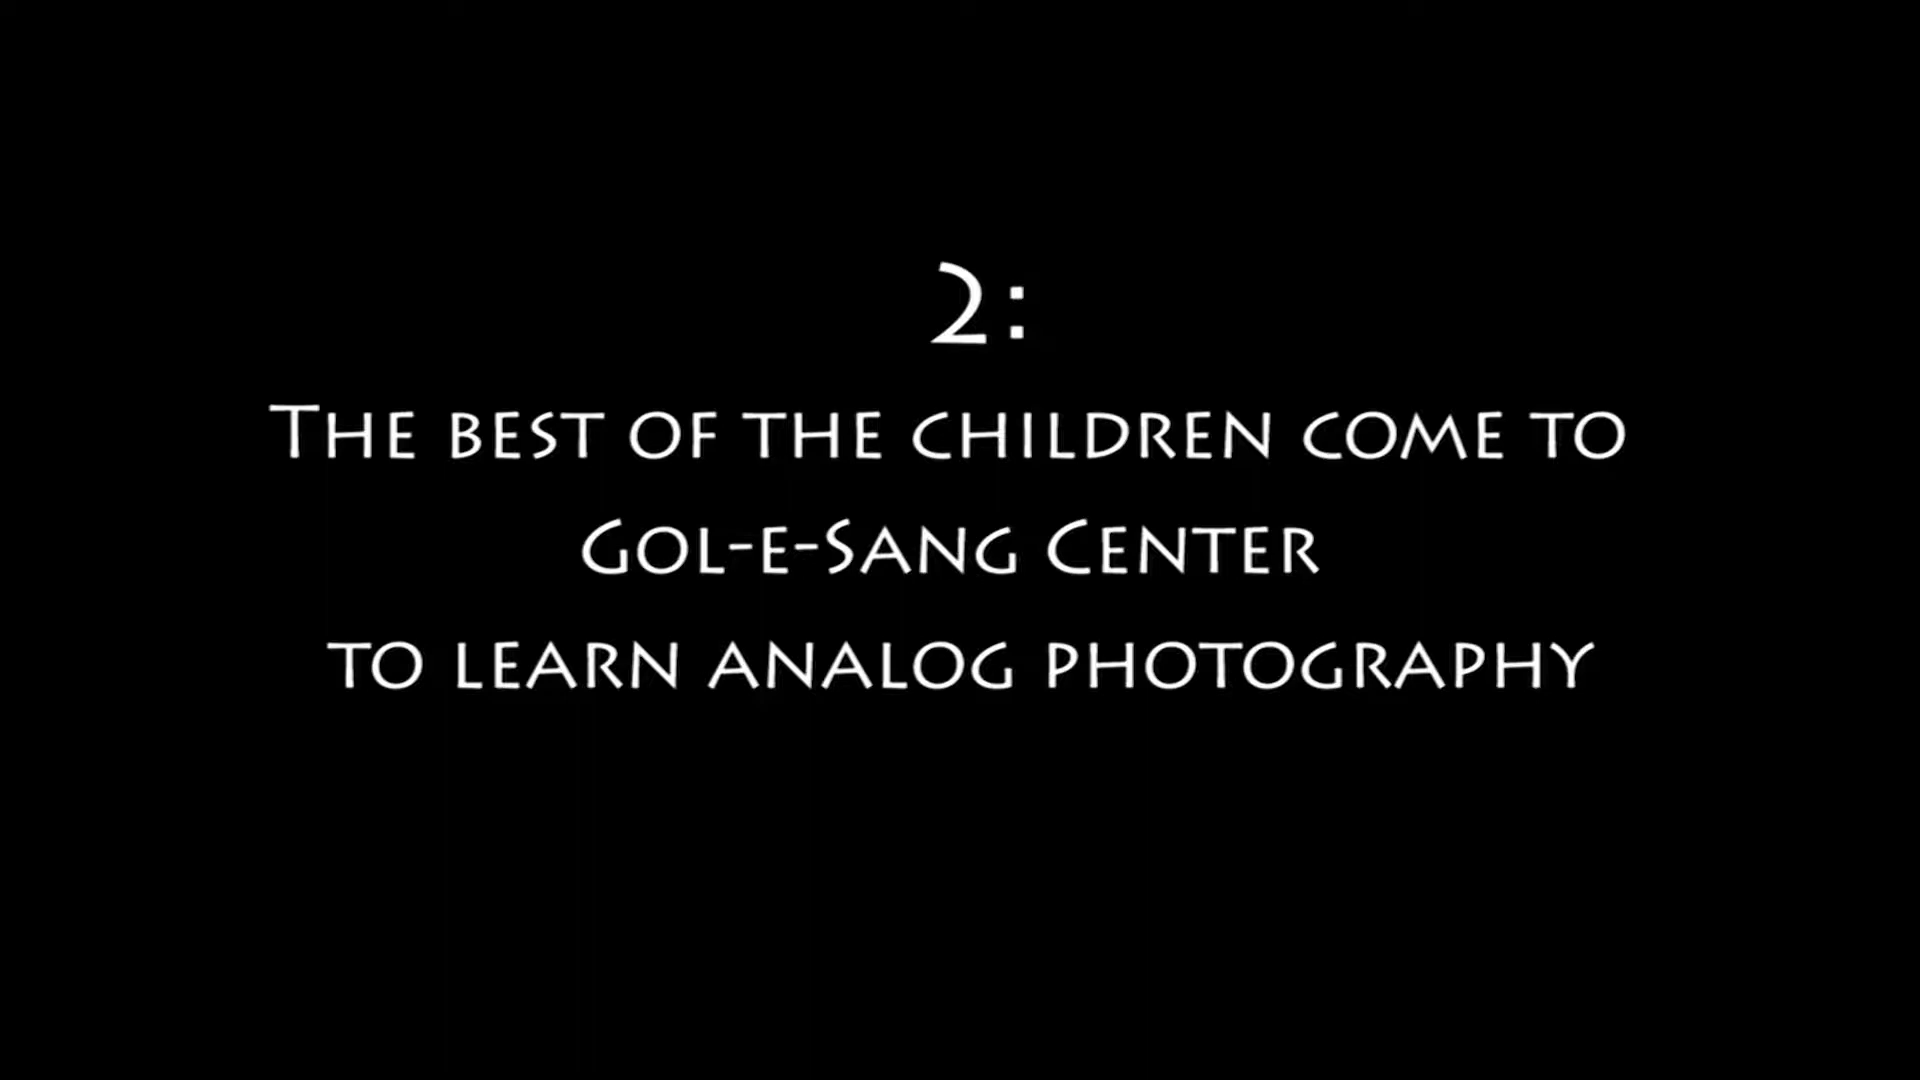 2:
The best of the children come to
Gol-e-Sang Center
to learn analog photography